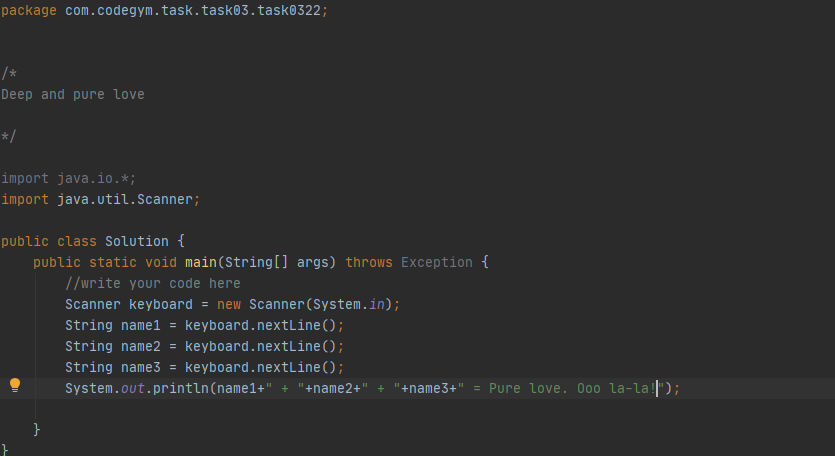 package com.codegym.task.task03.task0322;
/*
Deep and pure love
*/
import java.io.*;
import java.util.Scanner;
public class Solution {
public static void main(String[] args) throws Exception {
//write your code here
Scanner keyboard = new Scanner(System.in);
String name1 = keyboard.nextLine();
String name2 = keyboard.nextLine();
String name3 = keyboard.nextLine();
System.out.println(name1+" + "+name2+" + "+name3+" = Pure love. Ooo la-la!");
}
}